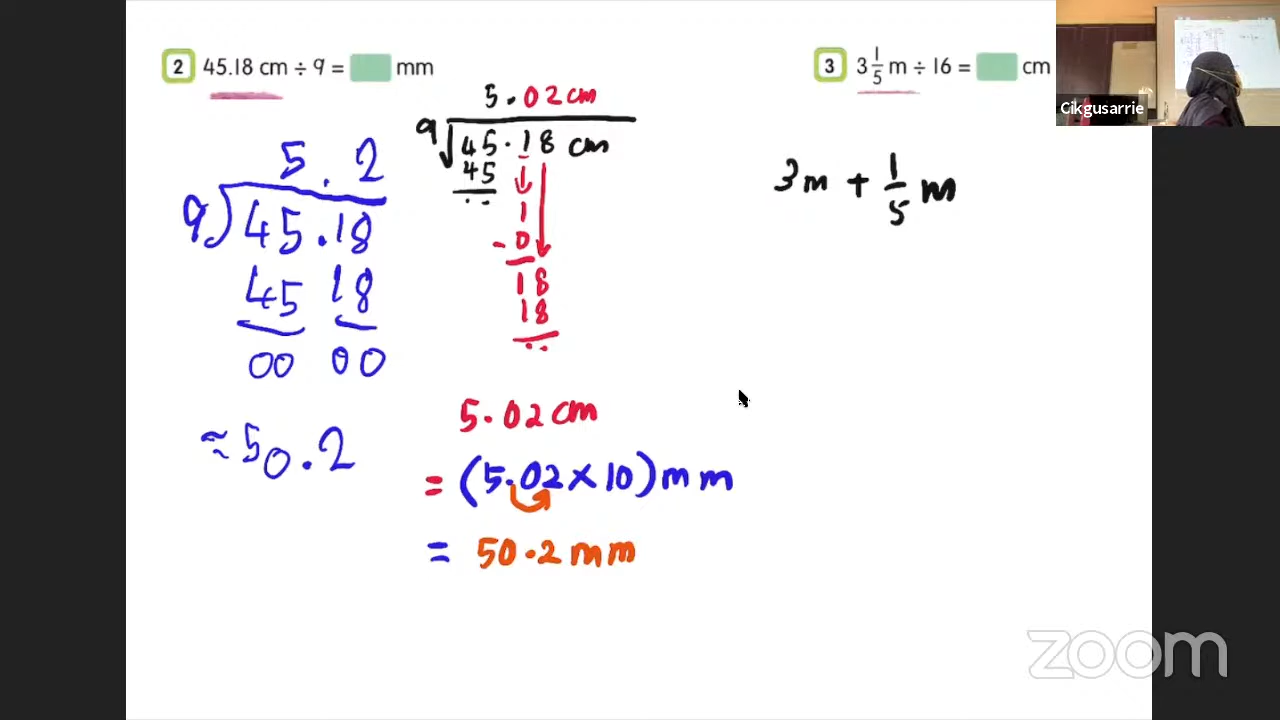 2 45.18 cm ÷ 9 = mm
5.2
9 45.18
45 18
00 00
≈ 50.2
5.02 cm
9 45.18 cm
45
1
- 0
18
18
5.02 cm
= (5.02 × 10) mm
= 50.2 mm
3 3 1/5 m ÷ 16 = cm
3m + 1/5 m
Cikgusarrie
zoom